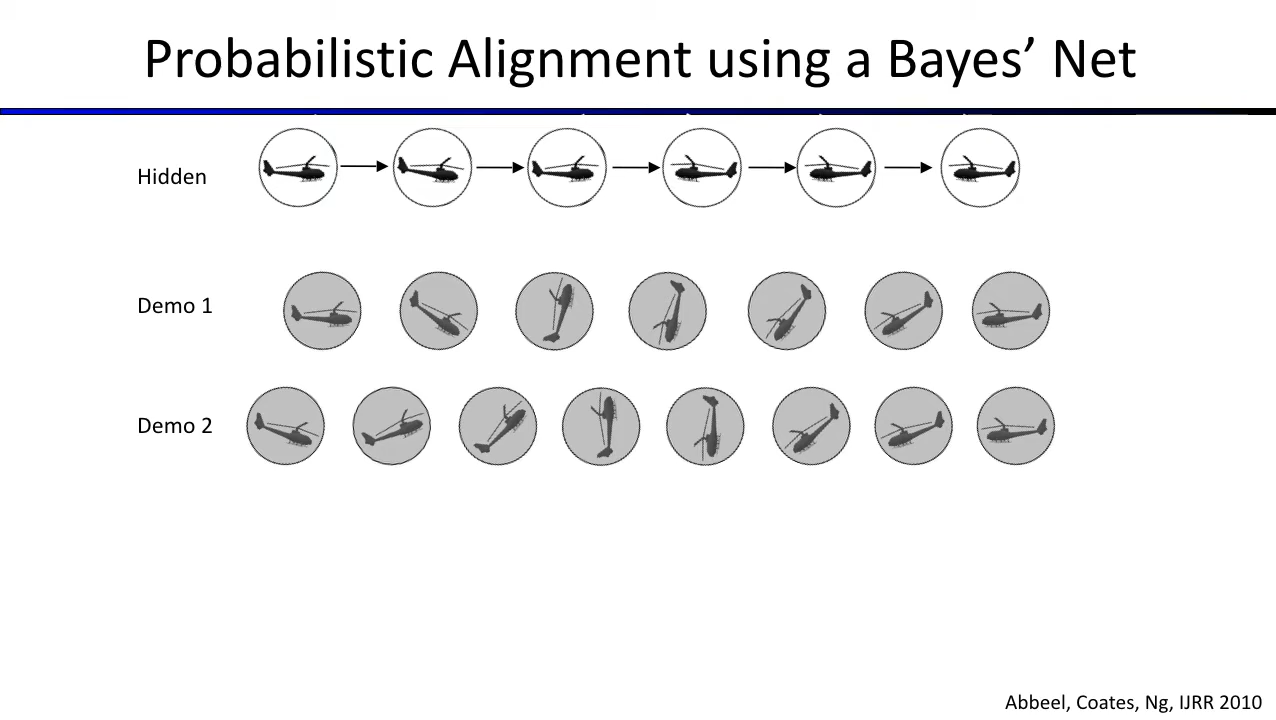 Probabilistic Alignment using a Bayes’ Net
Hidden
Demo 1
Demo 2
Abbeel, Coates, Ng, IJRR 2010